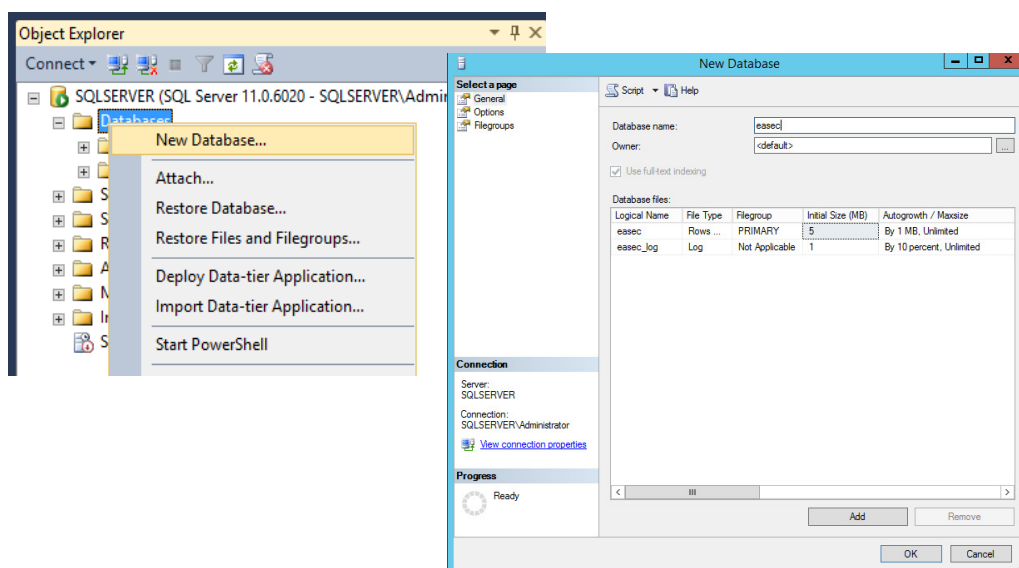 Object Explorer
Connect
SQLSERVER (SQL Server 11.0.6020 - SQLSERVER\Admir
Databases
New Database...
Attach...
Restore Database...
Restore Files and Filegroups...
Deploy Data-tier Application...
Import Data-tier Application...
Start PowerShell
S
S
R
A
M
Ir
S
New Database
Select a page
General
Options
Filegroups
Script Help
Database name: easec
Owner: <default> ...
Use full-text indexing
Database files:
Logical Name File Type Filegroup Initial Size (MB) Autogrowth / Maxsize
easec Rows ... PRIMARY 5 By 1 MB, Unlimited
easec_log Log Not Applicable 1 By 10 percent, Unlimited
Connection
Server:
SQLSERVER
Connection:
SQLSERVER\Administrator
View connection properties
Progress
Ready
Add Remove
OK Cancel